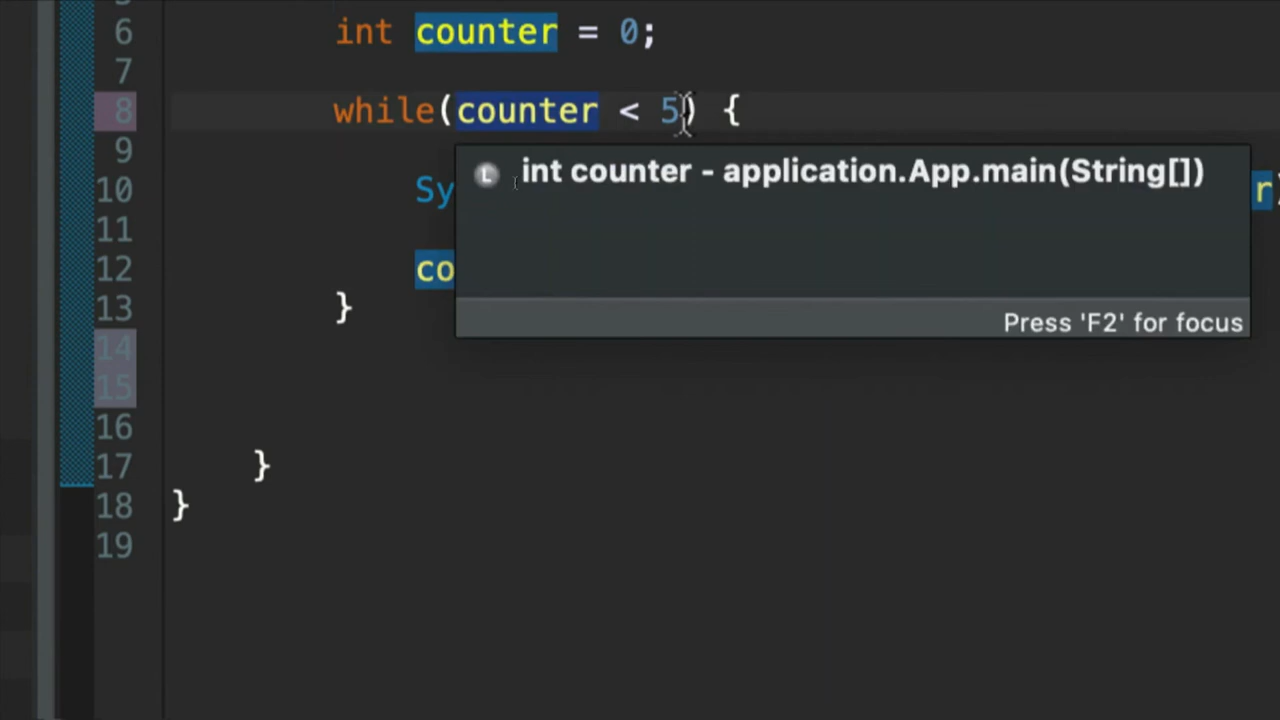 6 int counter = 0;
7
8 while(counter < 5) {
9
int counter - application.App.main(String[])
10 Sy r)
11
12 co
13 }
Press 'F2' for focus
14
15
16
17 }
18 }
19